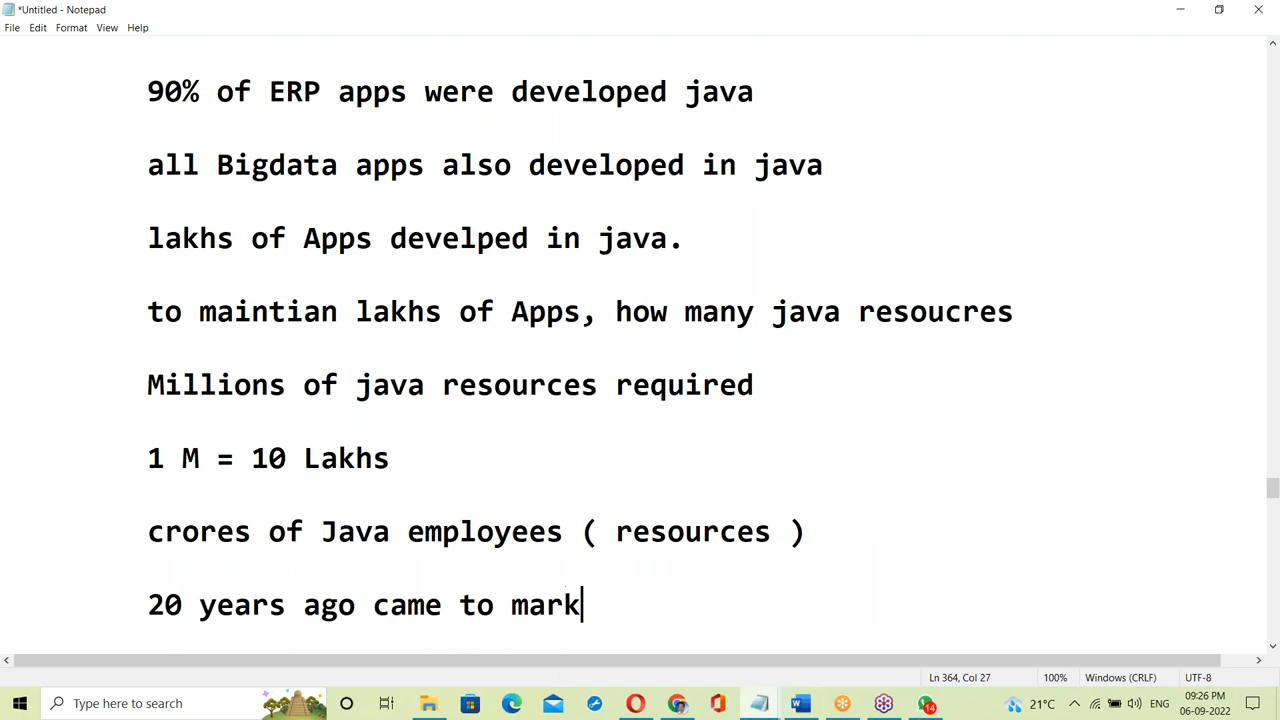 *Untitled - Notepad
File Edit Format View Help
90% of ERP apps were developed java
all Bigdata apps also developed in java
lakhs of Apps develped in java.
to maintian lakhs of Apps, how many java resoucres
Millions of java resources required
1 M = 10 Lakhs
crores of Java employees ( resources )
20 years ago came to mark
Ln 364, Col 27 100% Windows (CRLF) UTF-8
Type here to search
14
21°C ENG 09:26 PM
06-09-2022